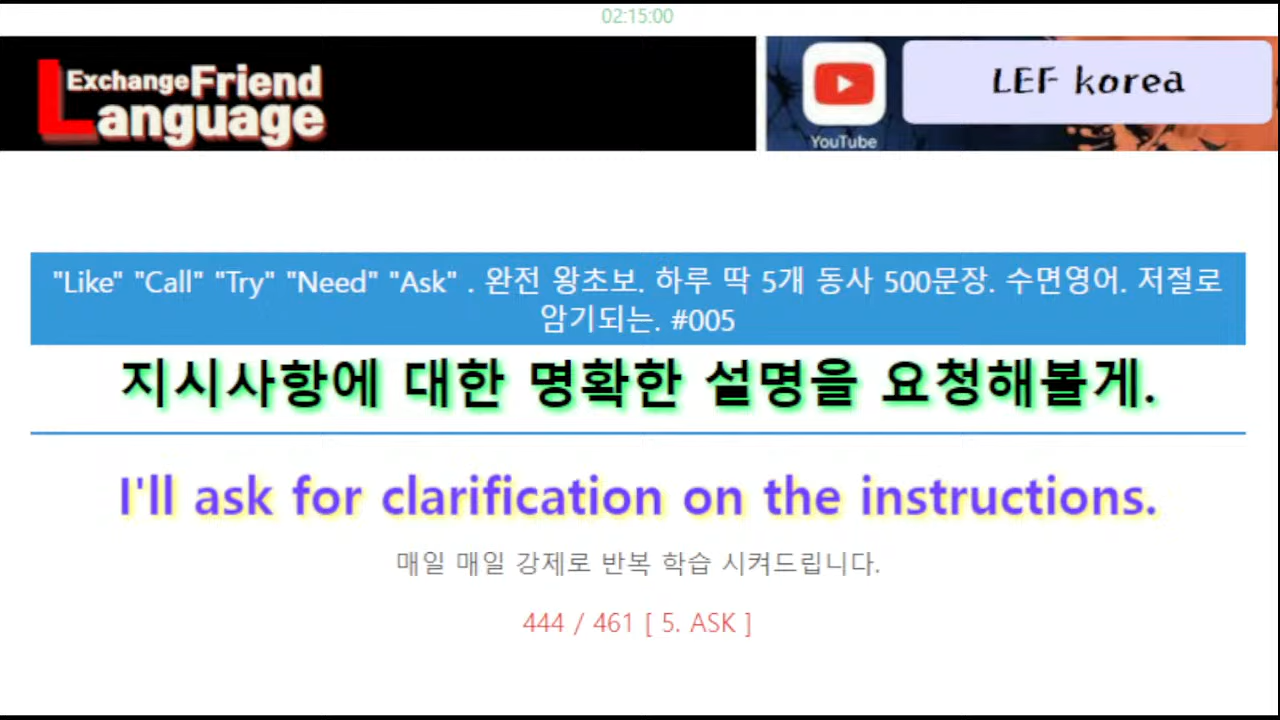 02:15:00
ExchangeFriend
Language
LEF korea
YouTube
"Like" "Call" "Try" "Need" "Ask" . 완전 왕초보. 하루 딱 5개 동사 500문장. 수면영어. 저절로
암기되는. #005
지시사항에 대한 명확한 설명을 요청해볼게.
I'll ask for clarification on the instructions.
매일 매일 강제로 반복 학습 시켜드립니다.
444 / 461 [ 5. ASK ]